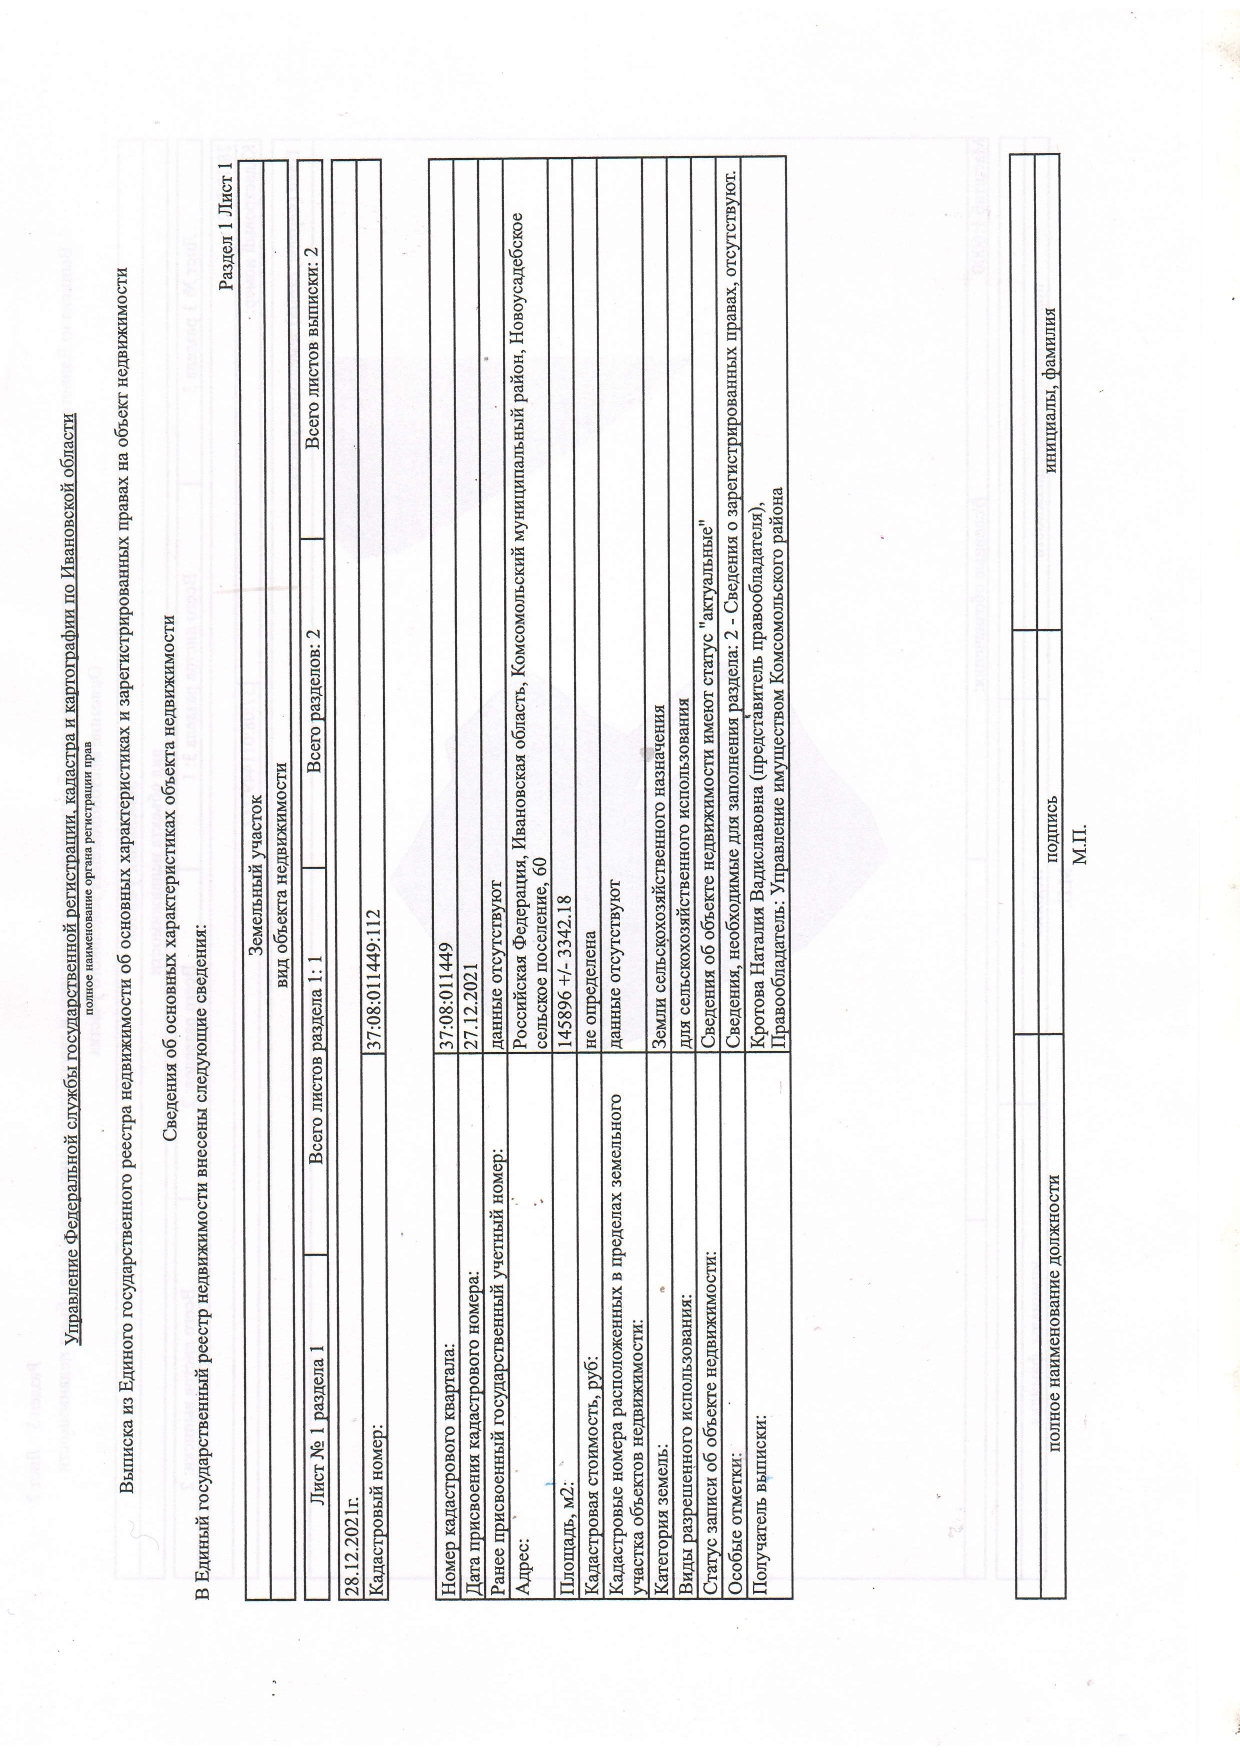 Управление Федеральной службы государственной регистрации, кадастра и картографии по Ивановской области
полное наименование органа регистрации прав
Выписка из Единого государственного реестра недвижимости об основных характеристиках и зарегистрированных правах на объект недвижимости
Сведения об основных характеристиках объекта недвижимости
В Единый государственный реестр недвижимости внесены следующие сведения:
Раздел 1 Лист 1
Земельный участок
вид объекта недвижимости
Лист № 1 раздела 1 Всего листов раздела 1: 1 Всего разделов: 2 Всего листов выписки: 2
28.12.2021г.
Кадастровый номер: 37:08:011449:112
Номер кадастрового квартала: 37:08:011449
Дата присвоения кадастрового номера: 27.12.2021
Ранее присвоенный государственный учетный номер: данные отсутствуют
Адрес: Российская Федерация, Ивановская область, Комсомольский муниципальный район, Новоусадебское
сельское поселение, 60
Площадь, м2: 145896 +/- 3342.18
Кадастровая стоимость, руб: не определена
Кадастровые номера расположенных в пределах земельного
участка объектов недвижимости: данные отсутствуют
Категория земель: Земли сельскохозяйственного назначения
Виды разрешенного использования: для сельскохозяйственного использования
Статус записи об объекте недвижимости: Сведения об объекте недвижимости имеют статус "актуальные"
Особые отметки: Сведения, необходимые для заполнения раздела: 2 - Сведения о зарегистрированных правах, отсутствуют.
Получатель выписки: Кротова Наталия Вадиславовна (представитель правообладателя),
Правообладатель: Управление имуществом Комсомольского района
полное наименование должности подпись инициалы, фамилия
М.П.